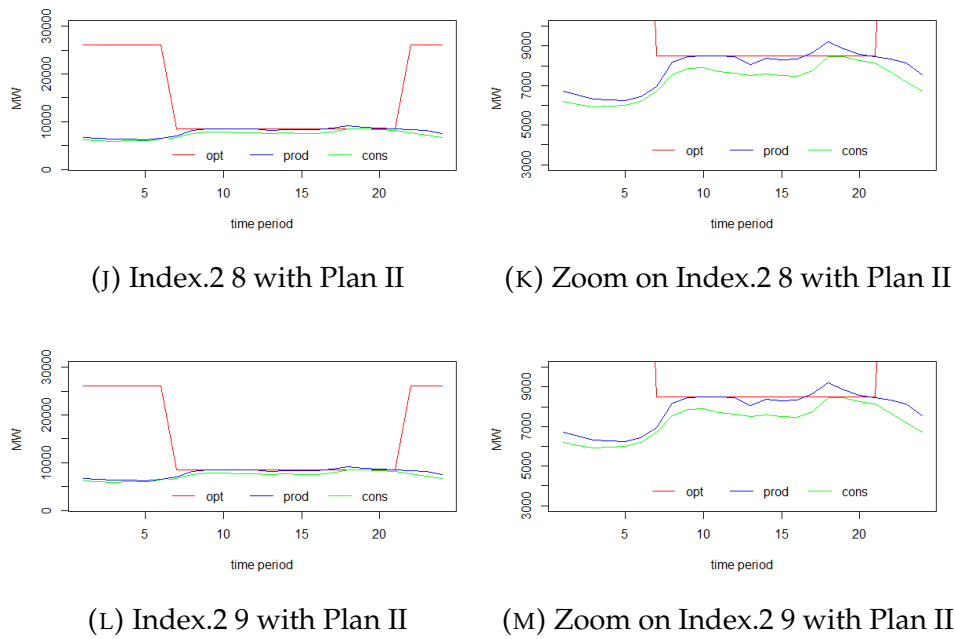 30000
20000
10000
0
MW
opt prod cons
5 10 15 20
time period
(J) Index.2 8 with Plan II
9000
7000
5000
3000
MW
opt prod cons
5 10 15 20
time period
(K) Zoom on Index.2 8 with Plan II
30000
20000
10000
0
MW
opt prod cons
5 10 15 20
time period
(L) Index.2 9 with Plan II
9000
7000
5000
3000
MW
opt prod cons
5 10 15 20
time period
(M) Zoom on Index.2 9 with Plan II